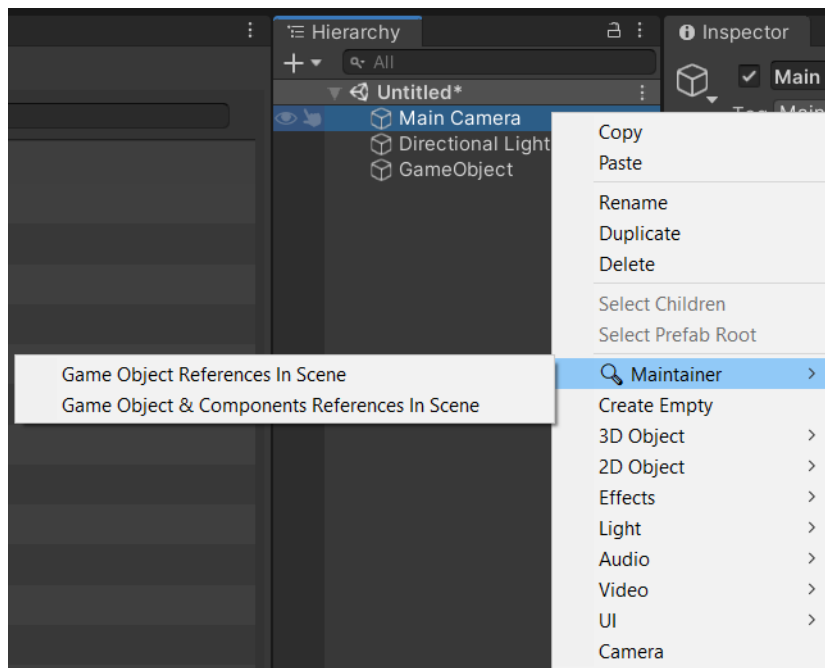 Hierarchy
Inspector
All
Untitled*
Main
Main Camera
Directional Light
GameObject
Copy
Paste
Rename
Duplicate
Delete
Select Children
Select Prefab Root
Maintainer
Game Object References In Scene
Game Object & Components References In Scene
Create Empty
3D Object
2D Object
Effects
Light
Audio
Video
UI
Camera